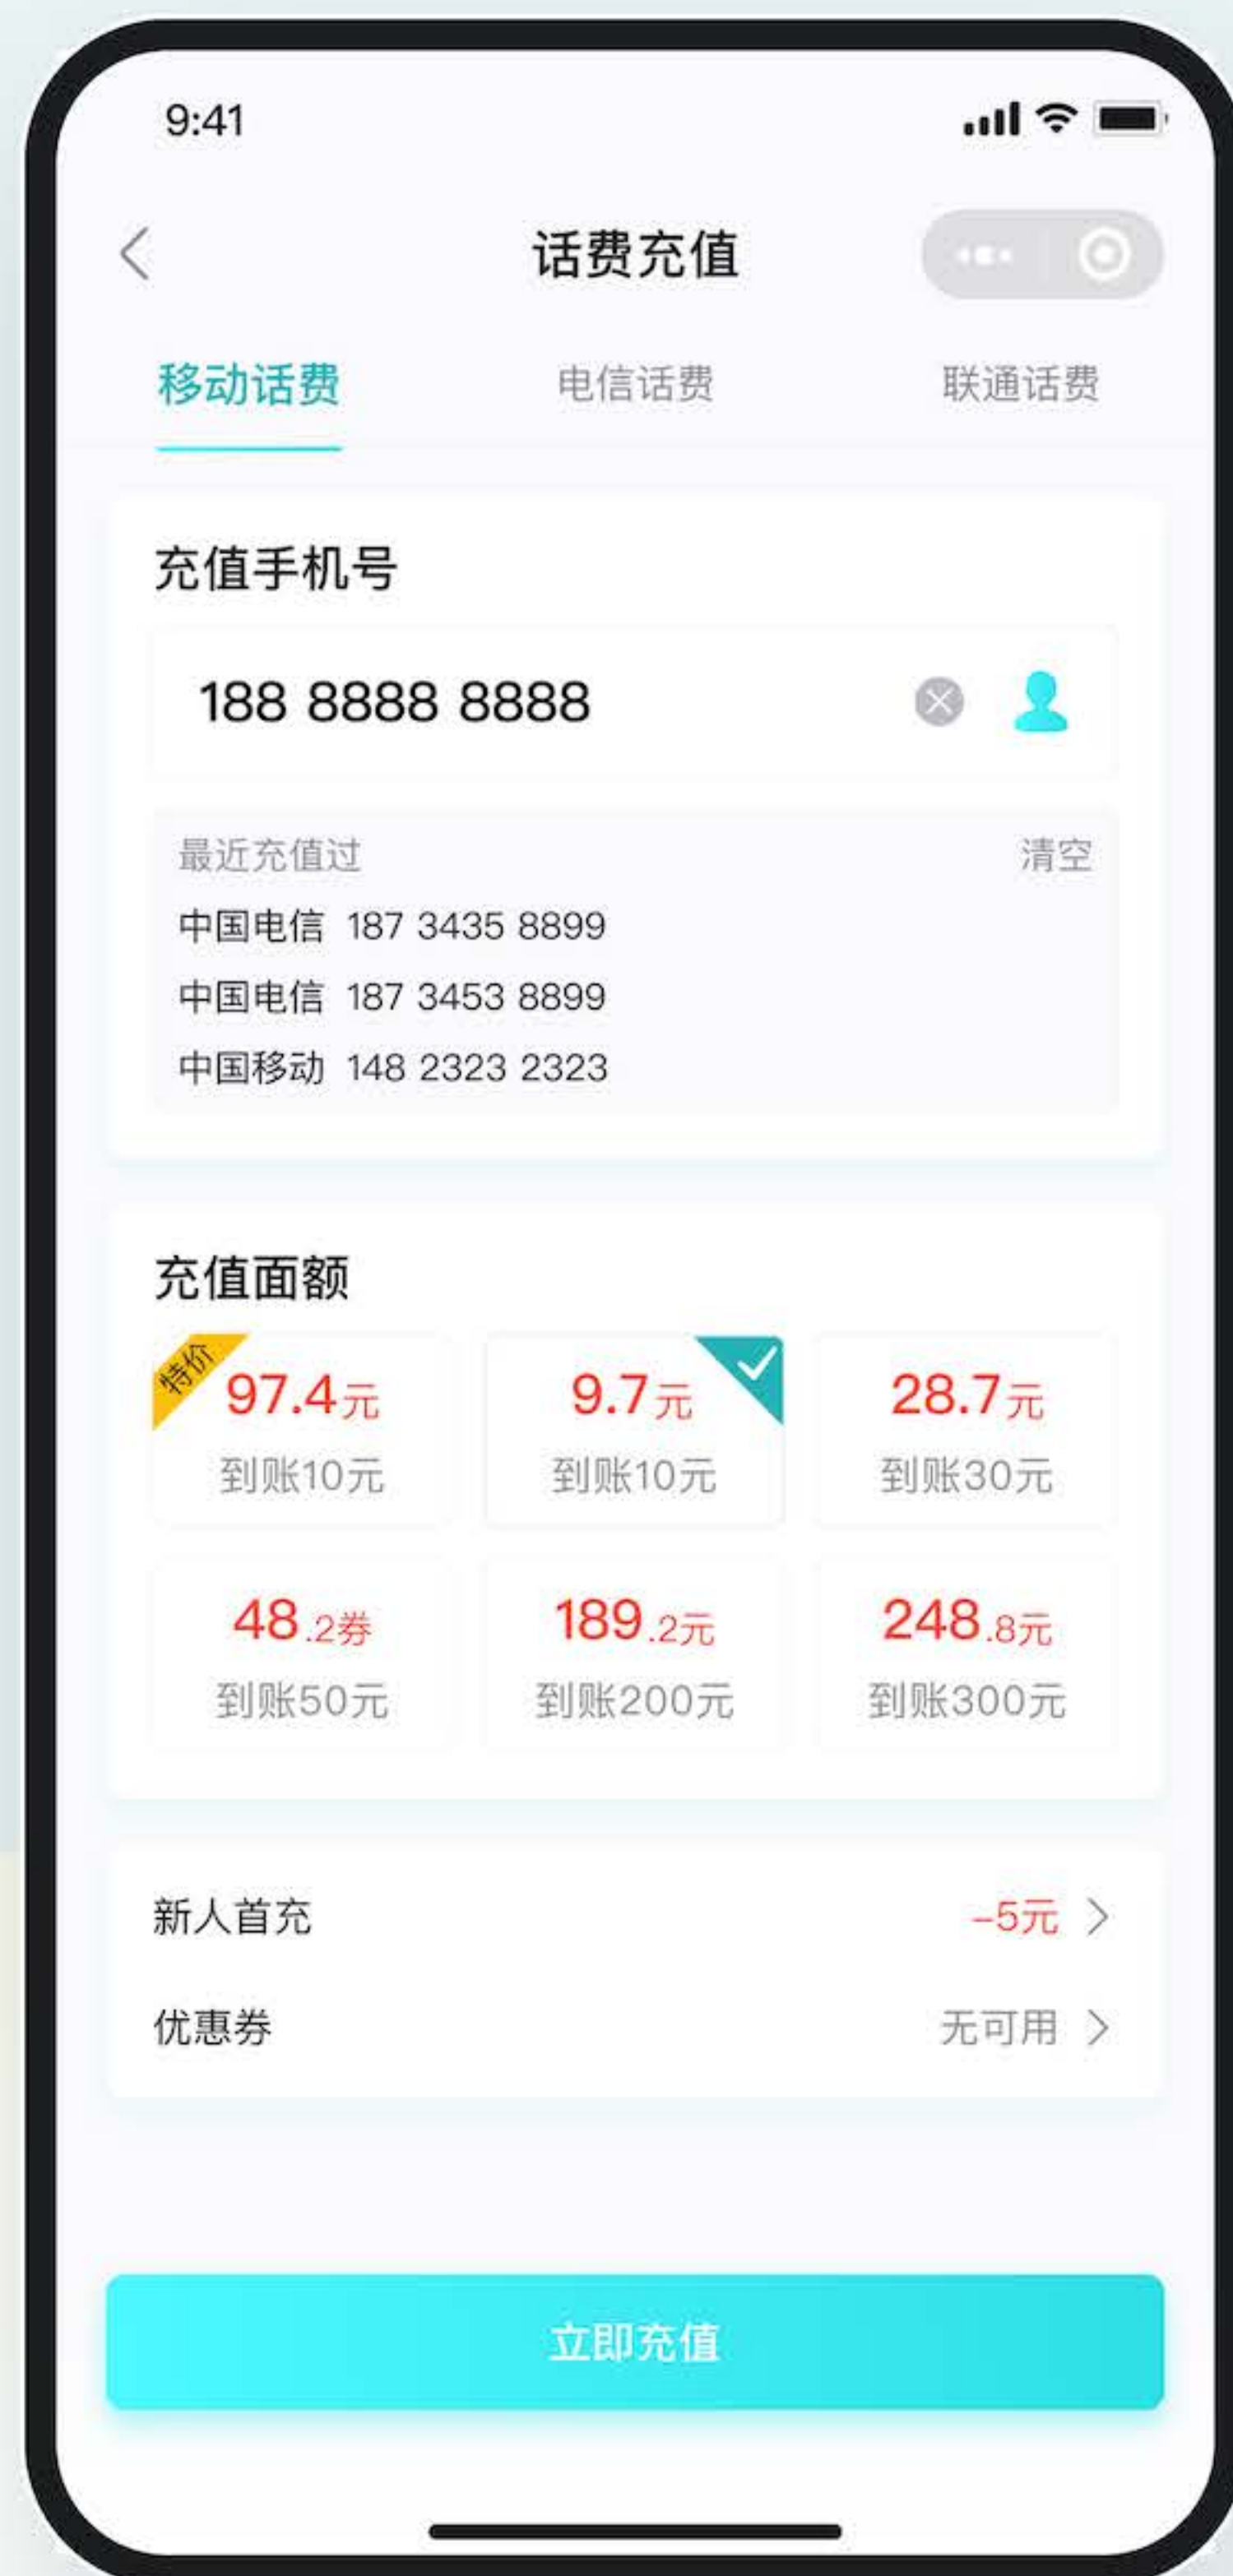 9:41
话费充值
移动话费 电信话费 联通话费
充值手机号
188 8888 8888
最近充值过 清空
中国电信 187 3435 8899
中国电信 187 3453 8899
中国移动 148 2323 2323
充值面额
特价
97.4元 9.7元 28.7元
到账10元 到账10元 到账30元
48.2券 189.2元 248.8元
到账50元 到账200元 到账300元
新人首充 -5元
优惠券 无可用
立即充值